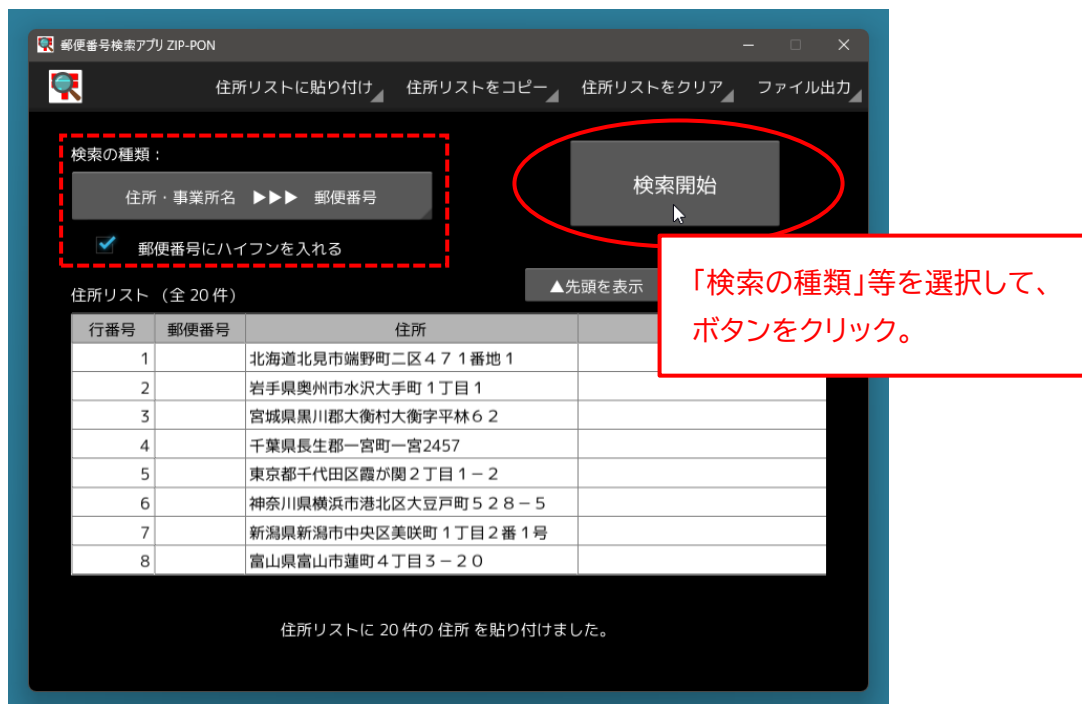 郵便番号検索アプリ ZIP-PON
住所リストに貼り付け 住所リストをコピー 住所リストをクリア ファイル出力
検索の種類：
住所・事業所名 ▶▶▶ 郵便番号
検索開始
郵便番号にハイフンを入れる
「検索の種類」等を選択して、
ボタンをクリック。
住所リスト （全 20 件）
▲先頭を表示
行番号 郵便番号 住所
1 北海道北見市端野町二区４７１番地１
2 岩手県奥州市水沢大手町１丁目１
3 宮城県黒川郡大衡村大衡字平林６２
4 千葉県長生郡一宮町一宮2457
5 東京都千代田区霞が関２丁目１－２
6 神奈川県横浜市港北区大豆戸町５２８－５
7 新潟県新潟市中央区美咲町１丁目２番１号
8 富山県富山市蓮町４丁目３－２０
住所リストに 20 件の 住所 を貼り付けました。